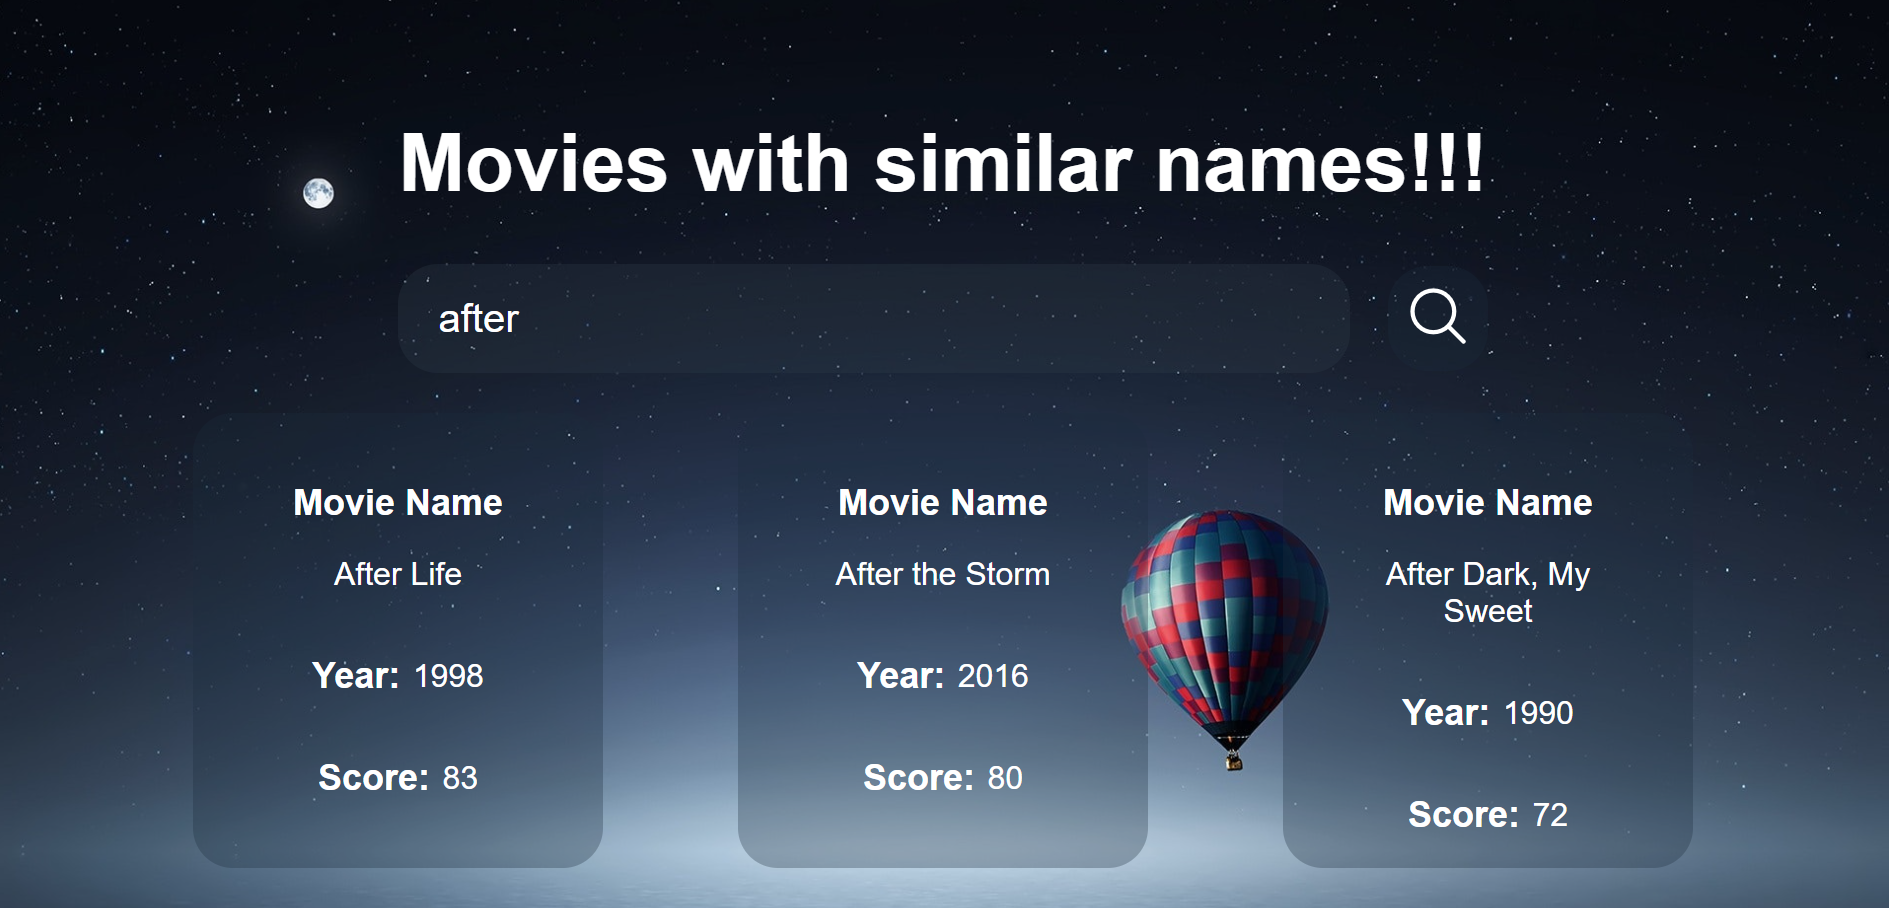 Movies with similar names!!!
after
Movie Name
After Life
Year: 1998
Score: 83
Movie Name
After the Storm
Year: 2016
Score: 80
Movie Name
After Dark, My
Sweet
Year: 1990
Score: 72